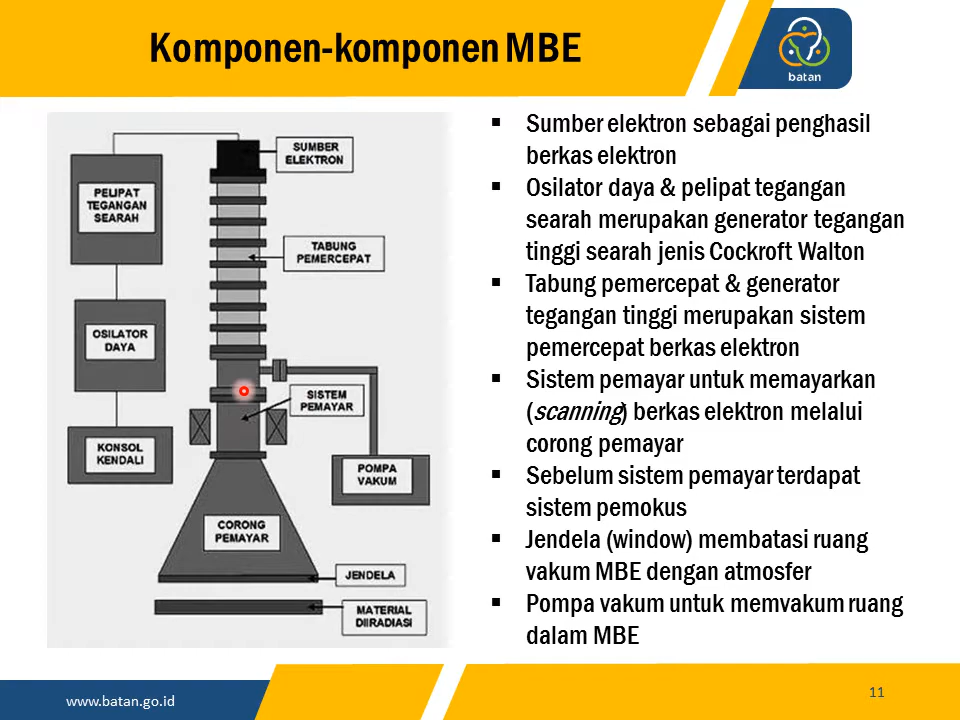 Komponen-komponen MBE
batan
SUMBER
ELEKTRON
PELIPAT
TEGANGAN
SEARAH
TABUNG
PEMERCEPAT
OSILATOR
DAYA
SISTEM
PEMAYAR
KONSOL
KENDALI
POMPA
VAKUM
CORONG
PEMAYAR
JENDELA
MATERIAL
DIIRADIASI
▪ Sumber elektron sebagai penghasil
berkas elektron
▪ Osilator daya & pelipat tegangan
searah merupakan generator tegangan
tinggi searah jenis Cockroft Walton
▪ Tabung pemercepat & generator
tegangan tinggi merupakan sistem
pemercepat berkas elektron
▪ Sistem pemayar untuk memayarkan
(scanning) berkas elektron melalui
corong pemayar
▪ Sebelum sistem pemayar terdapat
sistem pemokus
▪ Jendela (window) membatasi ruang
vakum MBE dengan atmosfer
▪ Pompa vakum untuk memvakum ruang
dalam MBE
www.batan.go.id
11